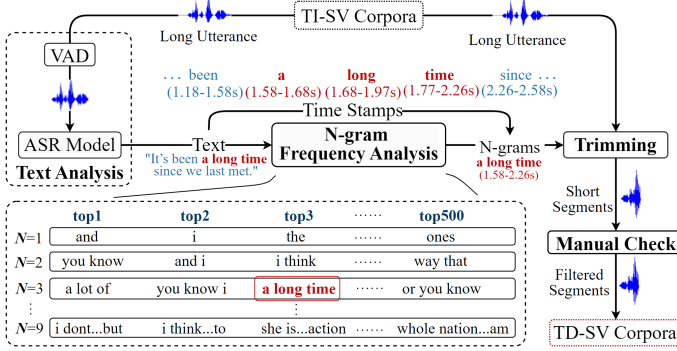 TI-SV Corpora
Long Utterance
Long Utterance
VAD
ASR Model
Text Analysis
... been a long time since ...
(1.18-1.58s) (1.58-1.68s) (1.68-1.97s) (1.77-2.26s) (2.26-2.58s)
Time Stamps
Text
"It's been a long time
since we last met."
N-gram
Frequency Analysis
N-grams
a long time
(1.58-2.26s)
Trimming
Short
Segments
Manual Check
Filtered
Segments
TD-SV Corpora
top1 top2 top3 ······ top500
N=1 and i the ······ ones
N=2 you know and i i think ······ way that
N=3 a lot of you know i a long time ······ or you know
⋮ ⋮
N=9 i dont...but i think...to she is...action ······ whole nation...am